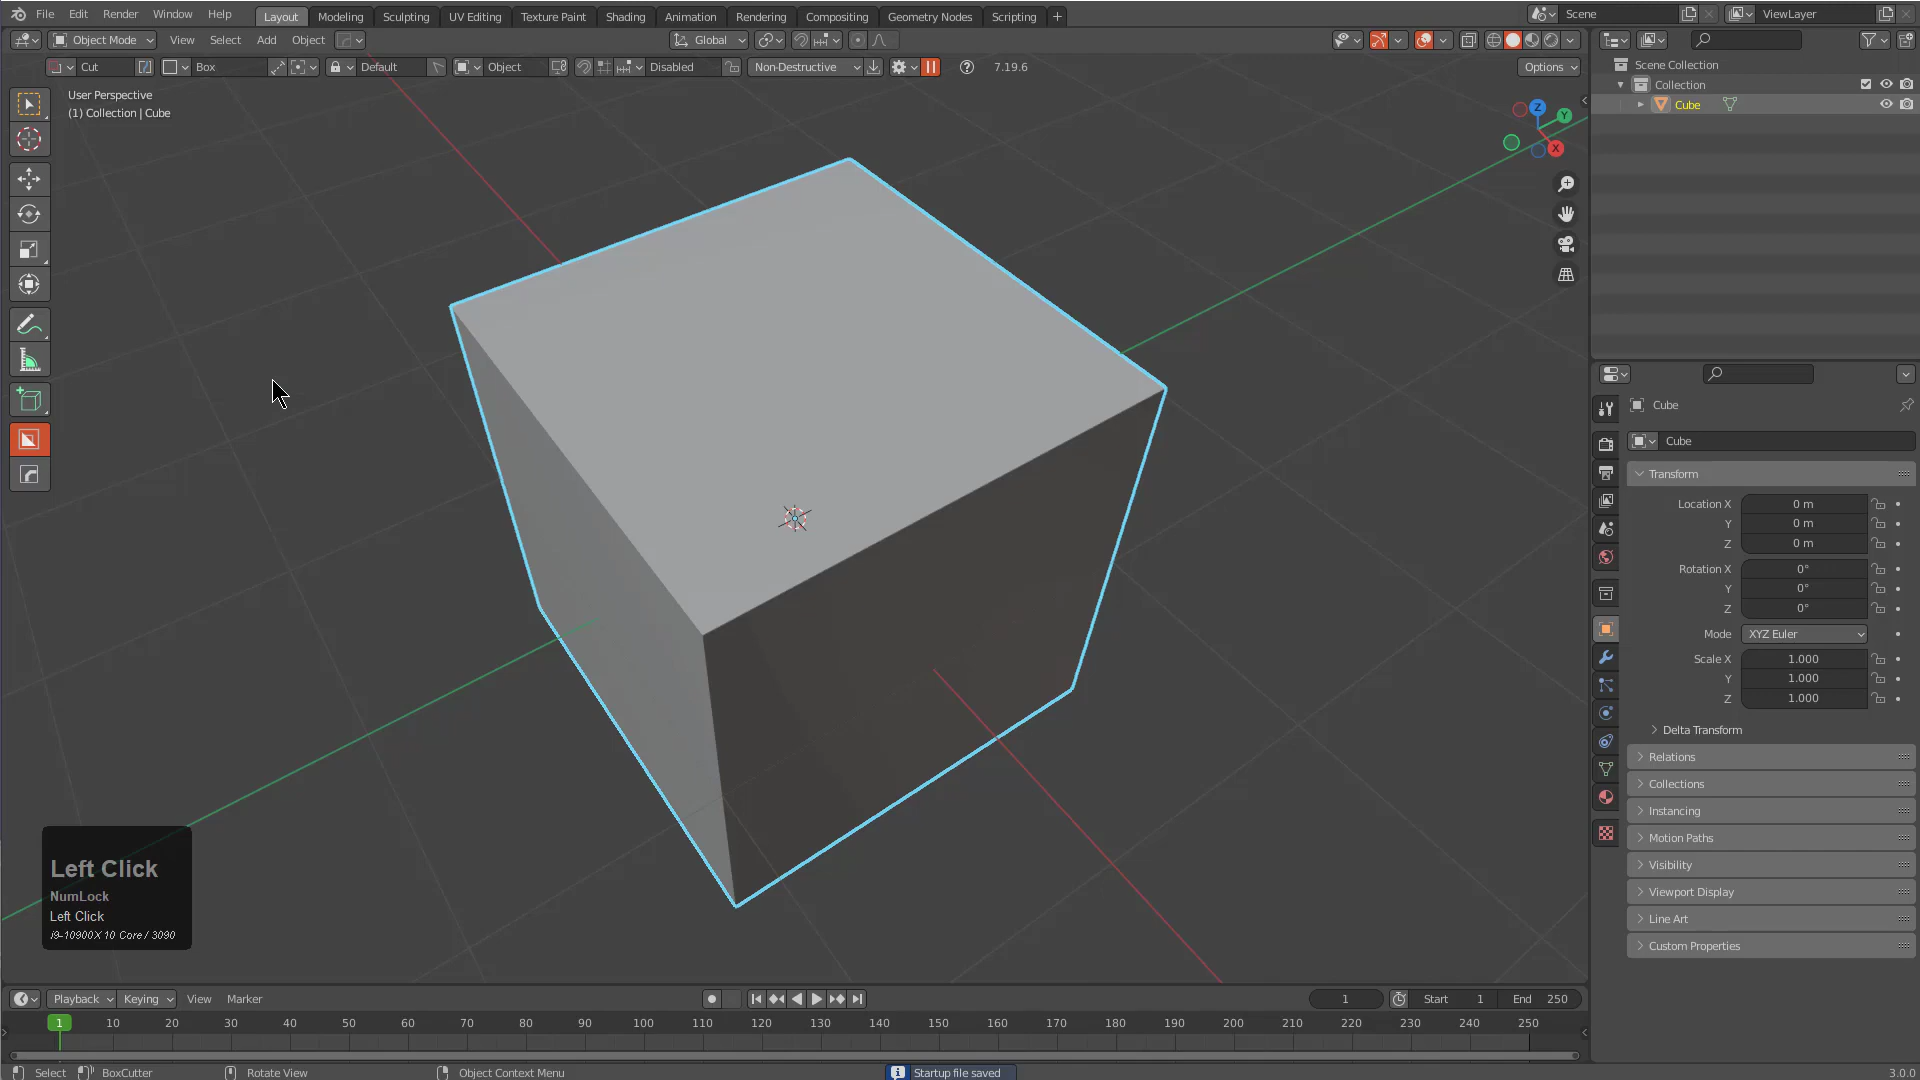 File Edit Render Window Help Layout Modeling Sculpting UV Editing Texture Paint Shading Animation Rendering Compositing Geometry Nodes Scripting + Scene ViewLayer
Object Mode View Select Add Object Global
Cut Box Default Object Disabled Non-Destructive 7.19.6 Options
User Perspective
(1) Collection | Cube
Z
Y
X
Scene Collection
Collection
Cube
Cube
Cube
Transform
Location X 0 m
Y 0 m
Z 0 m
Rotation X 0°
Y 0°
Z 0°
Mode XYZ Euler
Scale X 1.000
Y 1.000
Z 1.000
Delta Transform
Relations
Collections
Instancing
Motion Paths
Visibility
Viewport Display
Line Art
Custom Properties
Left Click
NumLock
Left Click
i9-10900X 10 Core / 3090
Playback Keying View Marker 1 Start 1 End 250
1 10 20 30 40 50 60 70 80 90 100 110 120 130 140 150 160 170 180 190 200 210 220 230 240 250
Select BoxCutter Rotate View Object Context Menu Startup file saved 3.0.0